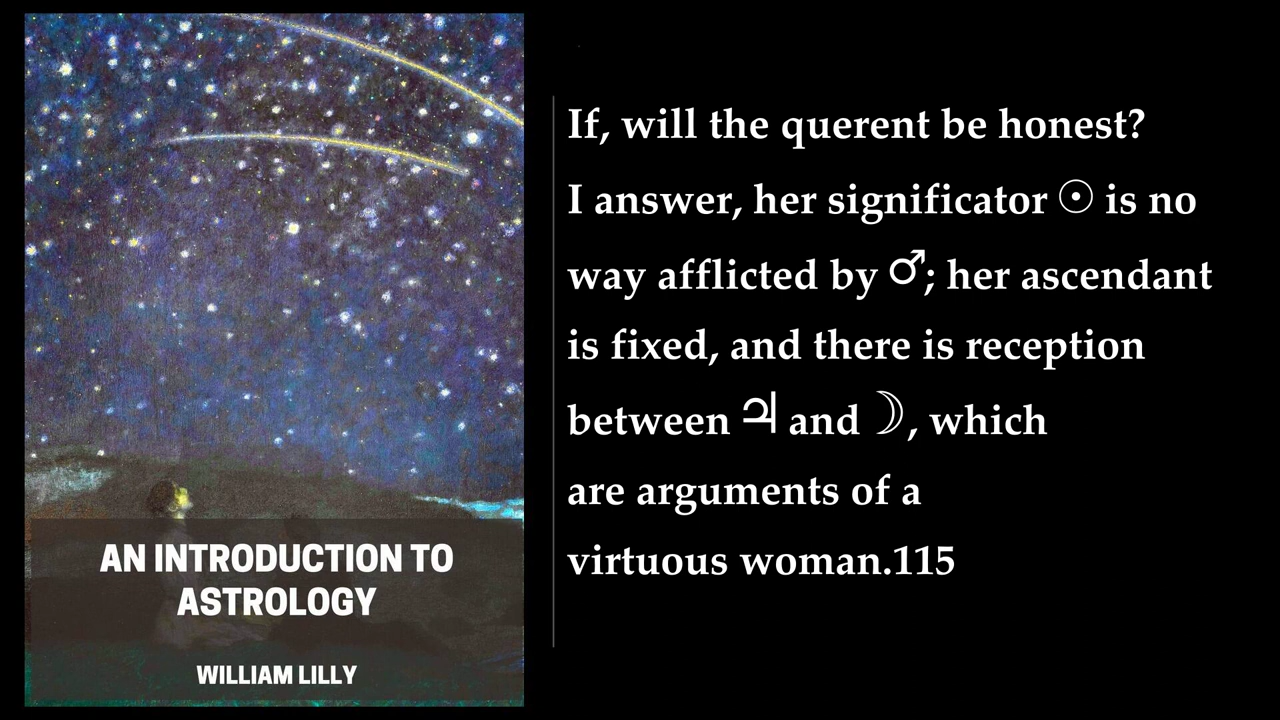 AN INTRODUCTION TO
ASTROLOGY
WILLIAM LILLY
If, will the querent be honest?
I answer, her significator ☉ is no
way afflicted by ♂; her ascendant
is fixed, and there is reception
between ♃ and ☽, which
are arguments of a
virtuous woman.115